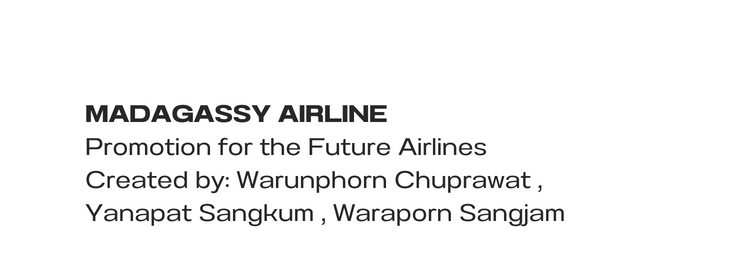 MADAGASSY AIRLINE
Promotion for the Future Airlines
Created by: Warunphorn Chuprawat ,
Yanapat Sangkum , Waraporn Sangjam